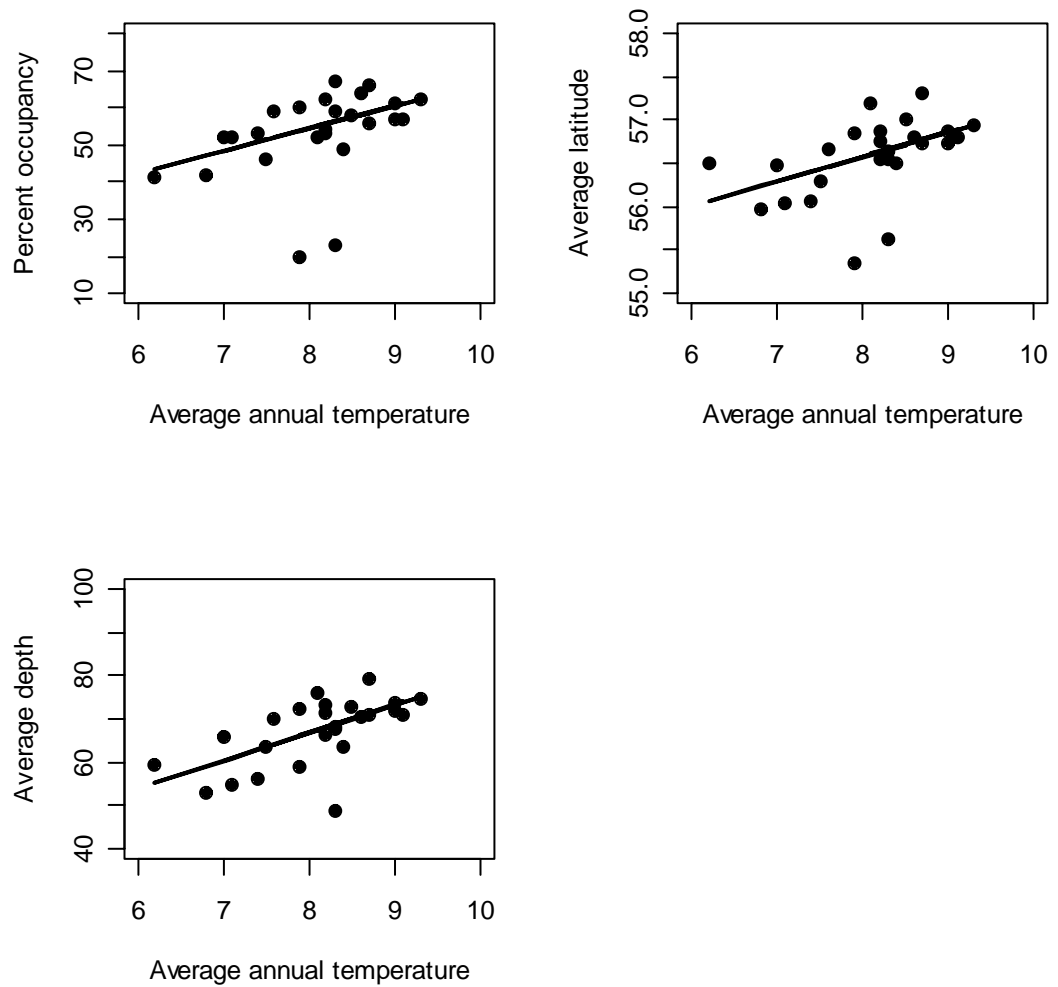 Percent occupancy
70
50
30
10
6 7 8 9 10
Average annual temperature
Average latitude
58.0
57.0
56.0
55.0
6 7 8 9 10
Average annual temperature
Average depth
100
80
60
40
6 7 8 9 10
Average annual temperature